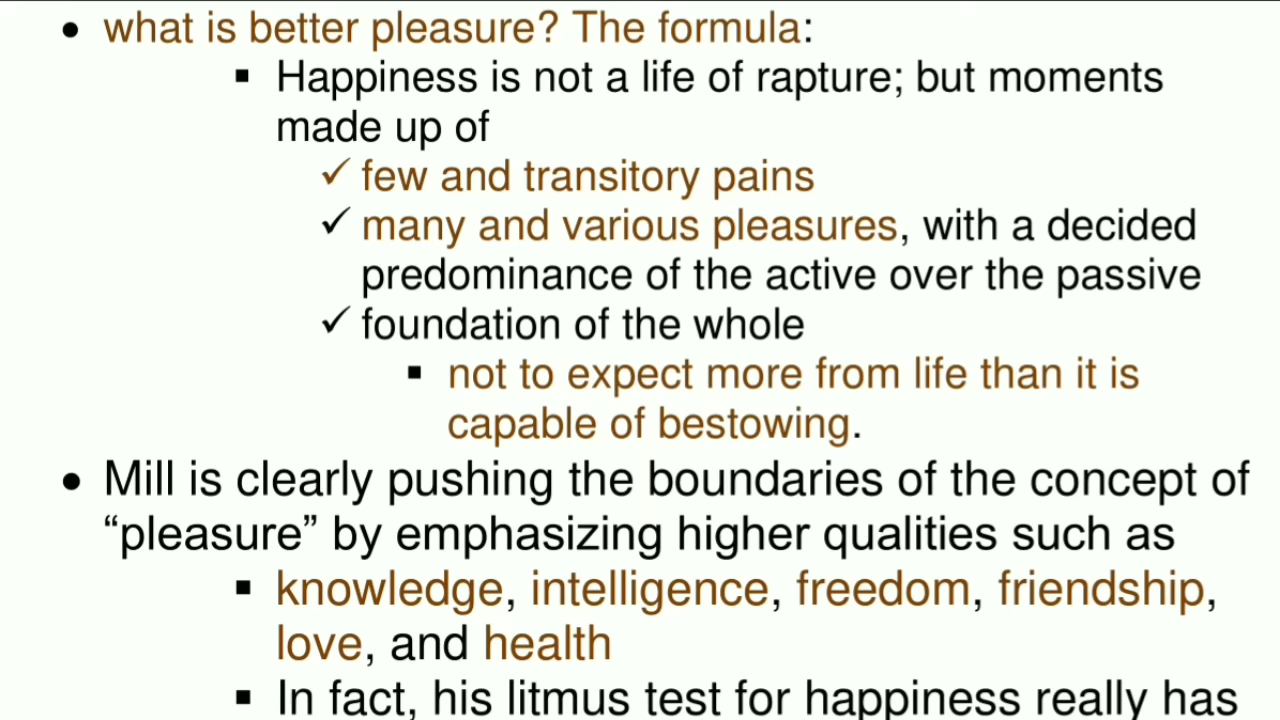 • what is better pleasure? The formula:
▪ Happiness is not a life of rapture; but moments
made up of
✓ few and transitory pains
✓ many and various pleasures, with a decided
predominance of the active over the passive
✓ foundation of the whole
▪ not to expect more from life than it is
capable of bestowing.
• Mill is clearly pushing the boundaries of the concept of
“pleasure” by emphasizing higher qualities such as
▪ knowledge, intelligence, freedom, friendship,
love, and health
▪ In fact, his litmus test for happiness really has